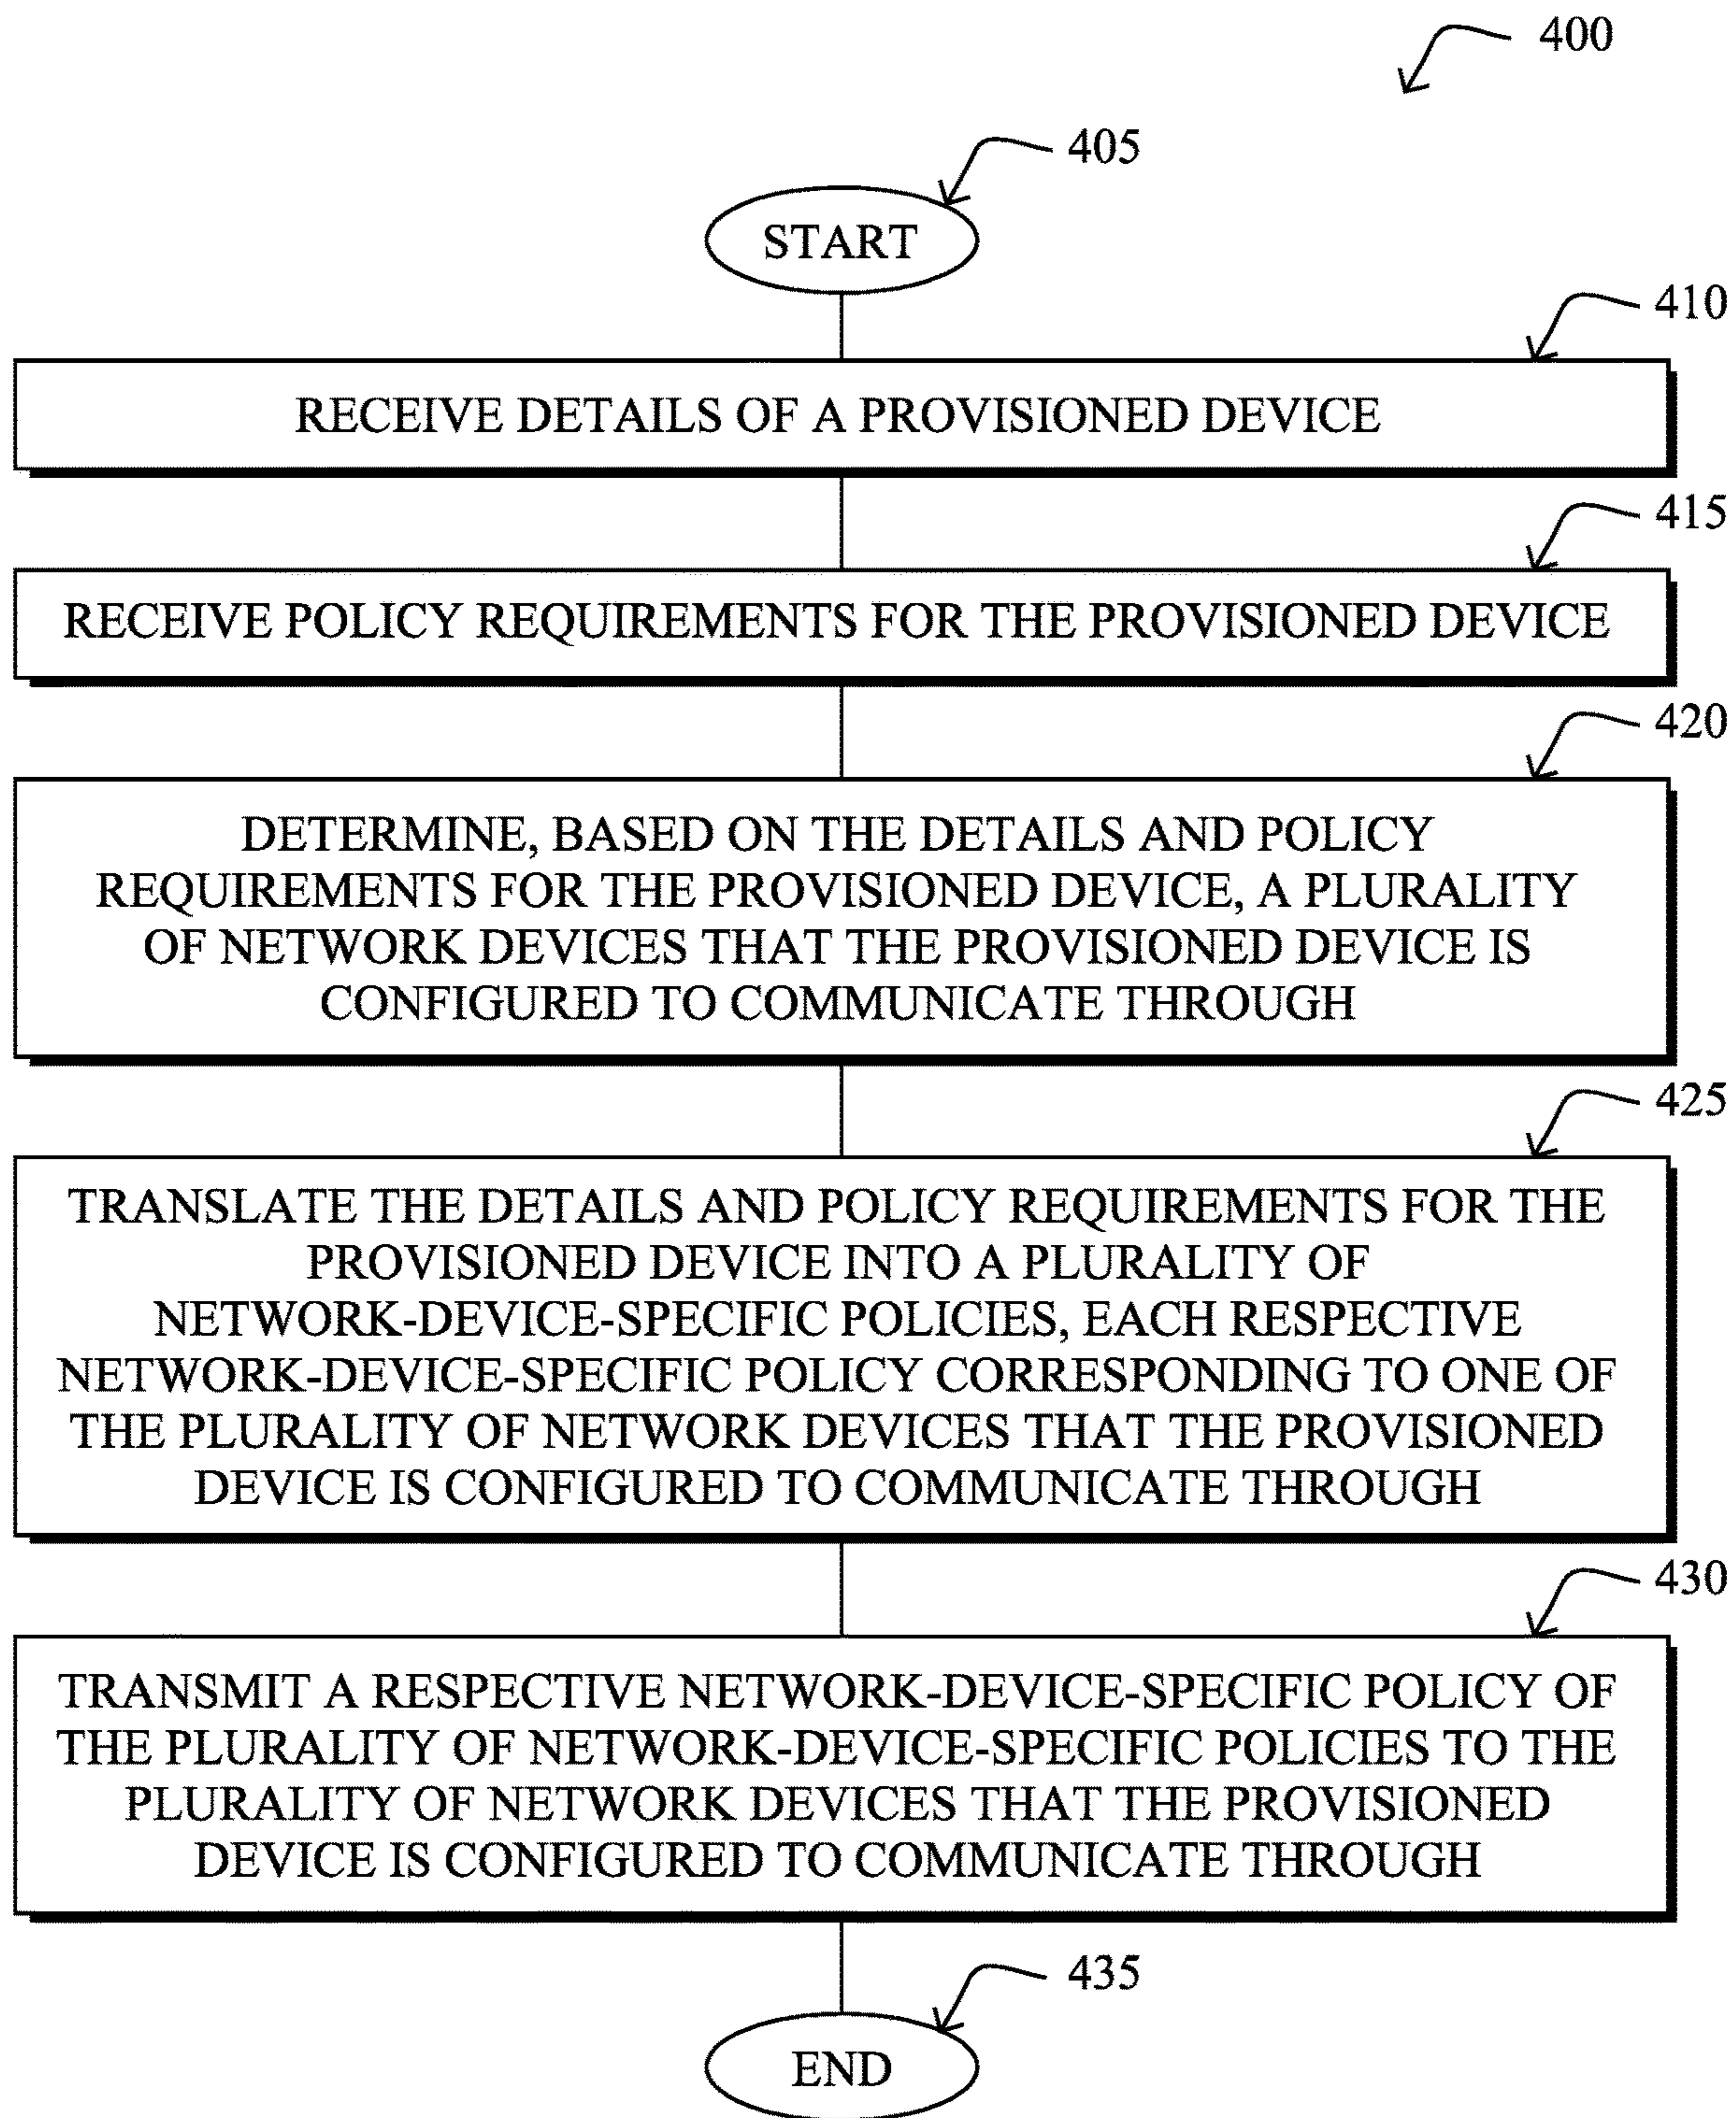 400
405
START
410
RECEIVE DETAILS OF A PROVISIONED DEVICE
415
RECEIVE POLICY REQUIREMENTS FOR THE PROVISIONED DEVICE
420
DETERMINE, BASED ON THE DETAILS AND POLICY
REQUIREMENTS FOR THE PROVISIONED DEVICE, A PLURALITY
OF NETWORK DEVICES THAT THE PROVISIONED DEVICE IS
CONFIGURED TO COMMUNICATE THROUGH
425
TRANSLATE THE DETAILS AND POLICY REQUIREMENTS FOR THE
PROVISIONED DEVICE INTO A PLURALITY OF
NETWORK-DEVICE-SPECIFIC POLICIES, EACH RESPECTIVE
NETWORK-DEVICE-SPECIFIC POLICY CORRESPONDING TO ONE OF
THE PLURALITY OF NETWORK DEVICES THAT THE PROVISIONED
DEVICE IS CONFIGURED TO COMMUNICATE THROUGH
430
TRANSMIT A RESPECTIVE NETWORK-DEVICE-SPECIFIC POLICY OF
THE PLURALITY OF NETWORK-DEVICE-SPECIFIC POLICIES TO THE
PLURALITY OF NETWORK DEVICES THAT THE PROVISIONED
DEVICE IS CONFIGURED TO COMMUNICATE THROUGH
435
END